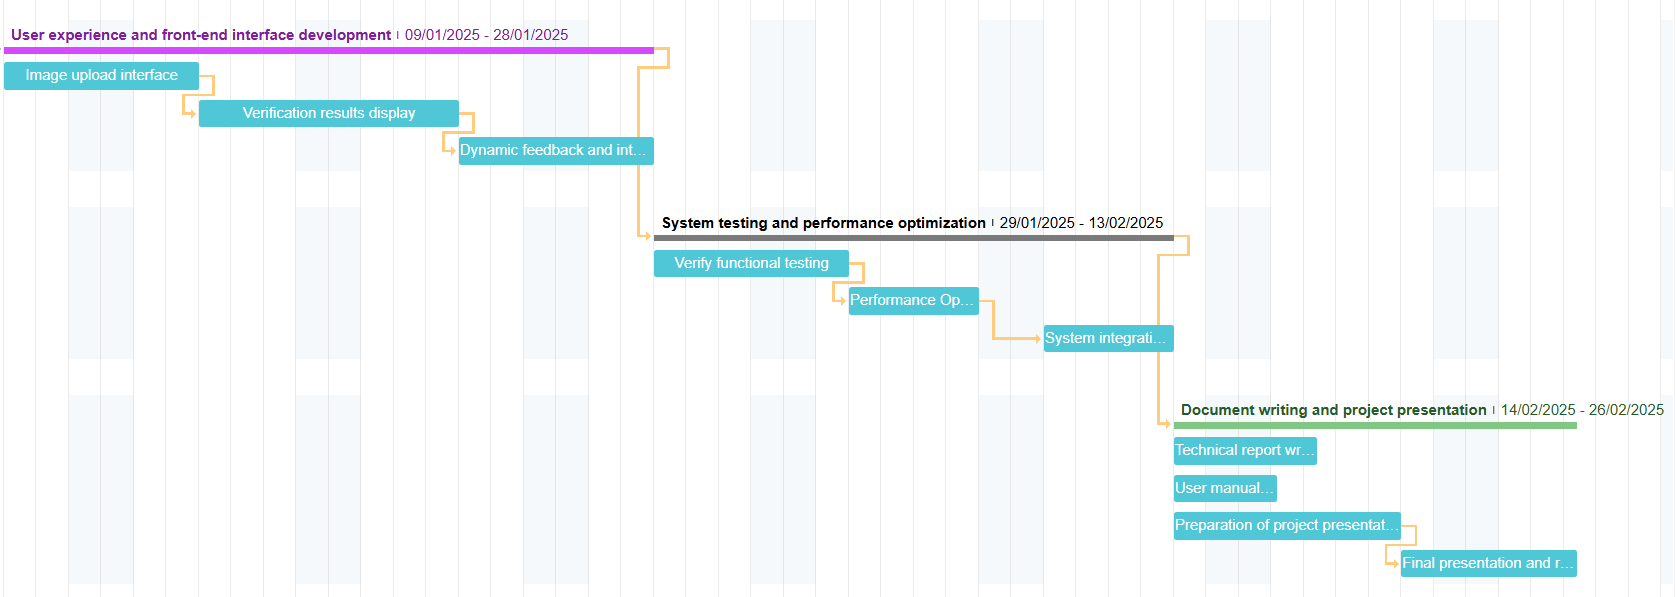 User experience and front-end interface development 09/01/2025 - 28/01/2025
Image upload interface
Verification results display
Dynamic feedback and int...
System testing and performance optimization 29/01/2025 - 13/02/2025
Verify functional testing
Performance Op...
System integrati...
Document writing and project presentation 14/02/2025 - 26/02/2025
Technical report wr...
User manual...
Preparation of project presentat...
Final presentation and r...